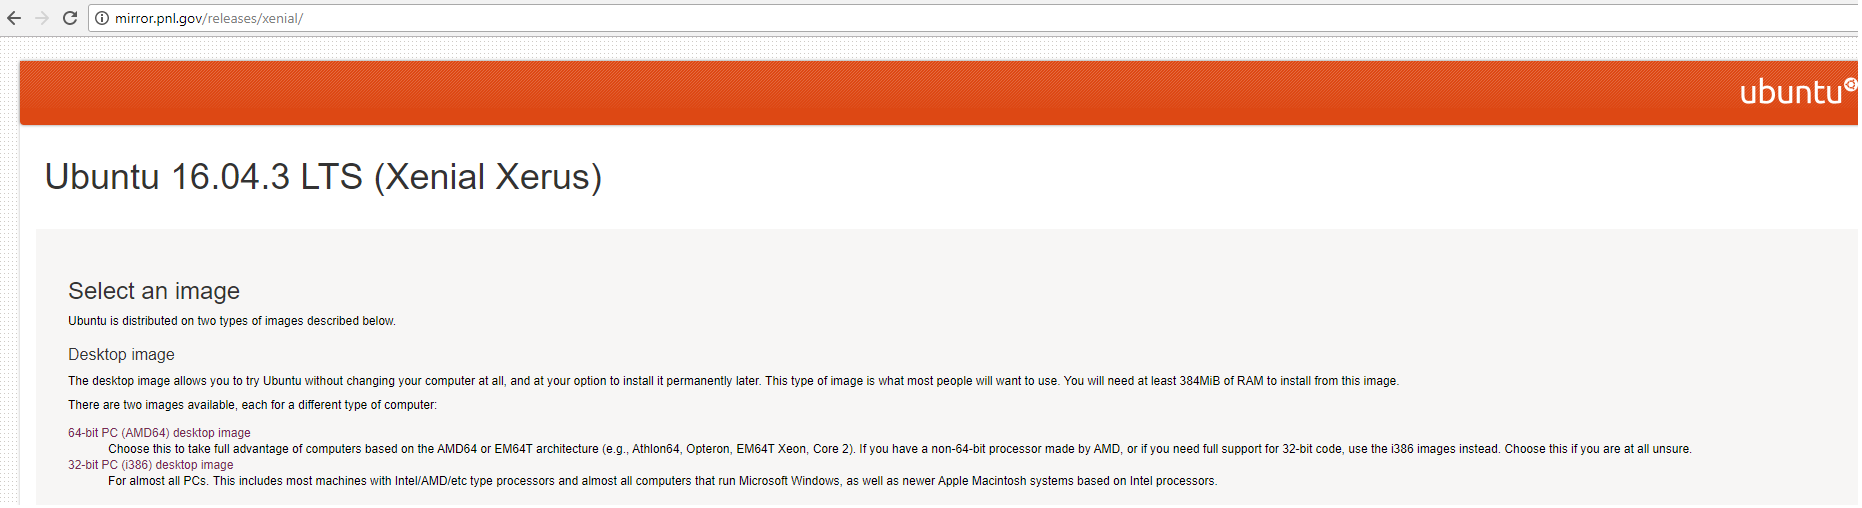 mirror.pnl.gov/releases/xenial/
ubuntu
Ubuntu 16.04.3 LTS (Xenial Xerus)
Select an image
Ubuntu is distributed on two types of images described below.
Desktop image
The desktop image allows you to try Ubuntu without changing your computer at all, and at your option to install it permanently later. This type of image is what most people will want to use. You will need at least 384MiB of RAM to install from this image.
There are two images available, each for a different type of computer:
64-bit PC (AMD64) desktop image
Choose this to take full advantage of computers based on the AMD64 or EM64T architecture (e.g., Athlon64, Opteron, EM64T Xeon, Core 2). If you have a non-64-bit processor made by AMD, or if you need full support for 32-bit code, use the i386 images instead. Choose this if you are at all unsure.
32-bit PC (i386) desktop image
For almost all PCs. This includes most machines with Intel/AMD/etc type processors and almost all computers that run Microsoft Windows, as well as newer Apple Macintosh systems based on Intel processors.